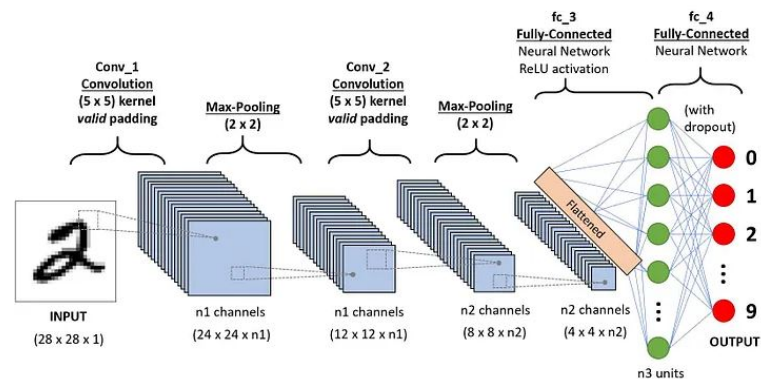 fc_3
Fully-Connected
Neural Network
ReLU activation
fc_4
Fully-Connected
Neural Network
Conv_1
Convolution
(5 x 5) kernel
valid padding
Max-Pooling
(2 x 2)
Conv_2
Convolution
(5 x 5) kernel
valid padding
Max-Pooling
(2 x 2)
(with
dropout)
Flattened
0
1
2
9
2
INPUT
(28 x 28 x 1)
n1 channels
(24 x 24 x n1)
n1 channels
(12 x 12 x n1)
n2 channels
(8 x 8 x n2)
n2 channels
(4 x 4 x n2)
OUTPUT
n3 units